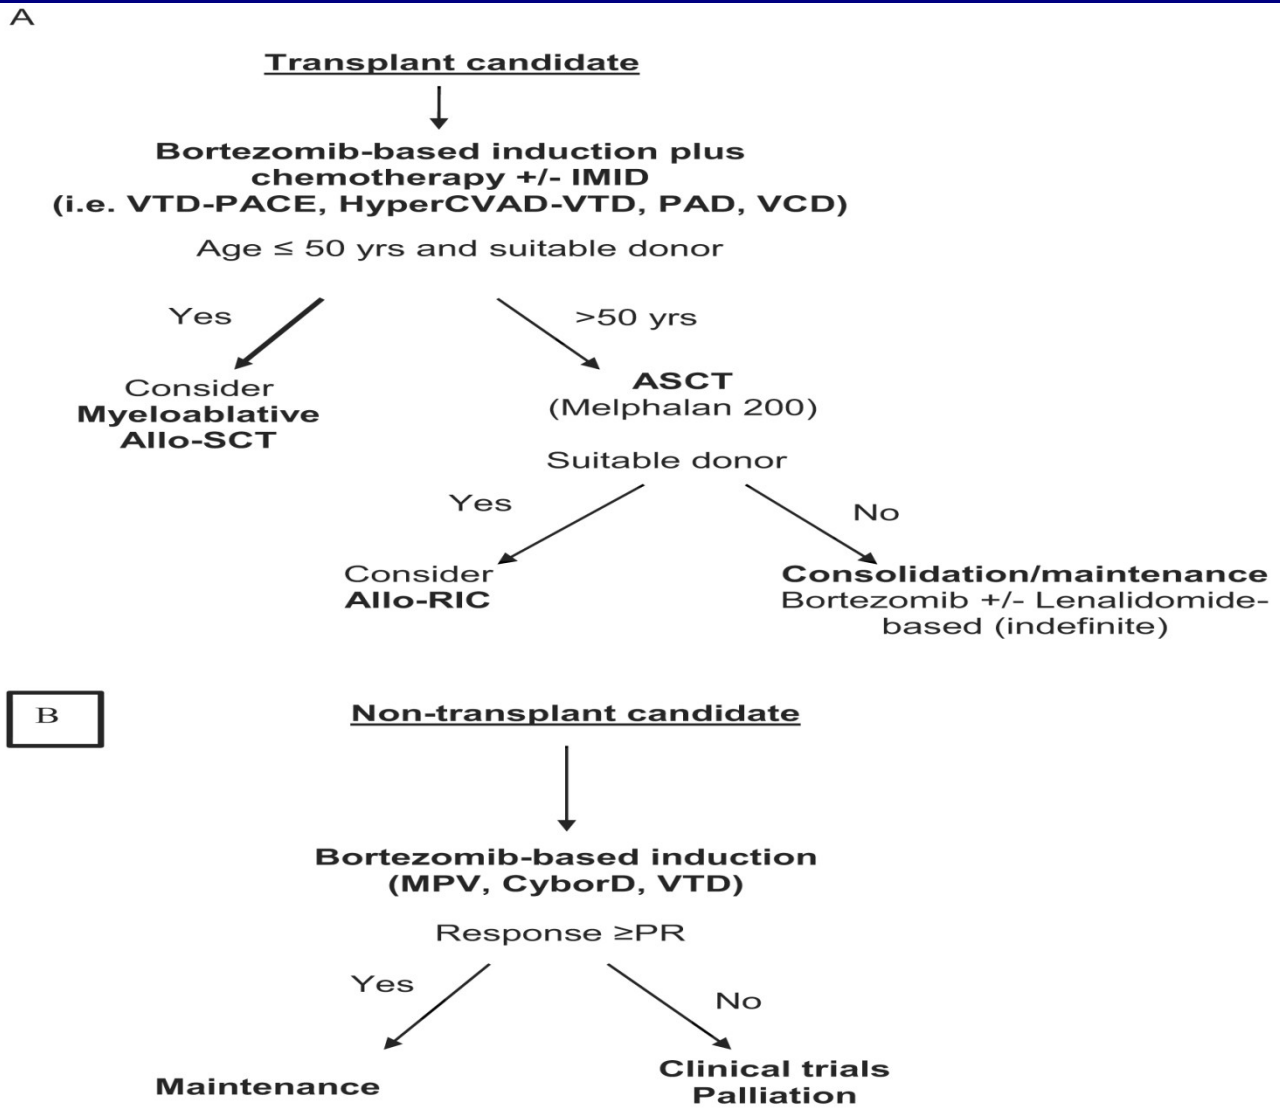 A
Transplant candidate
Bortezomib-based induction plus
chemotherapy +/- IMID
(i.e. VTD-PACE, HyperCVAD-VTD, PAD, VCD)
Age ≤ 50 yrs and suitable donor
Yes
>50 yrs
Consider
Myeloablative
Allo-SCT
ASCT
(Melphalan 200)
Suitable donor
Yes
No
Consider
Allo-RIC
Consolidation/maintenance
Bortezomib +/- Lenalidomide-
based (indefinite)
B
Non-transplant candidate
Bortezomib-based induction
(MPV, CyborD, VTD)
Response ≥PR
Yes
No
Maintenance
Clinical trials
Palliation